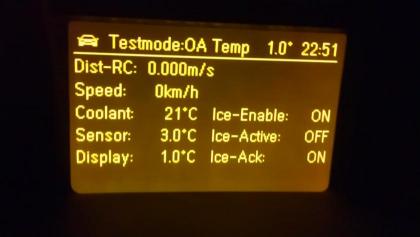 Testmode:OA Temp 1.0° 22:51
Dist-RC: 0.000m/s
Speed: 0km/h
Coolant: 21°C Ice-Enable: ON
Sensor: 3.0°C Ice-Active: OFF
Display: 1.0°C Ice-Ack: ON